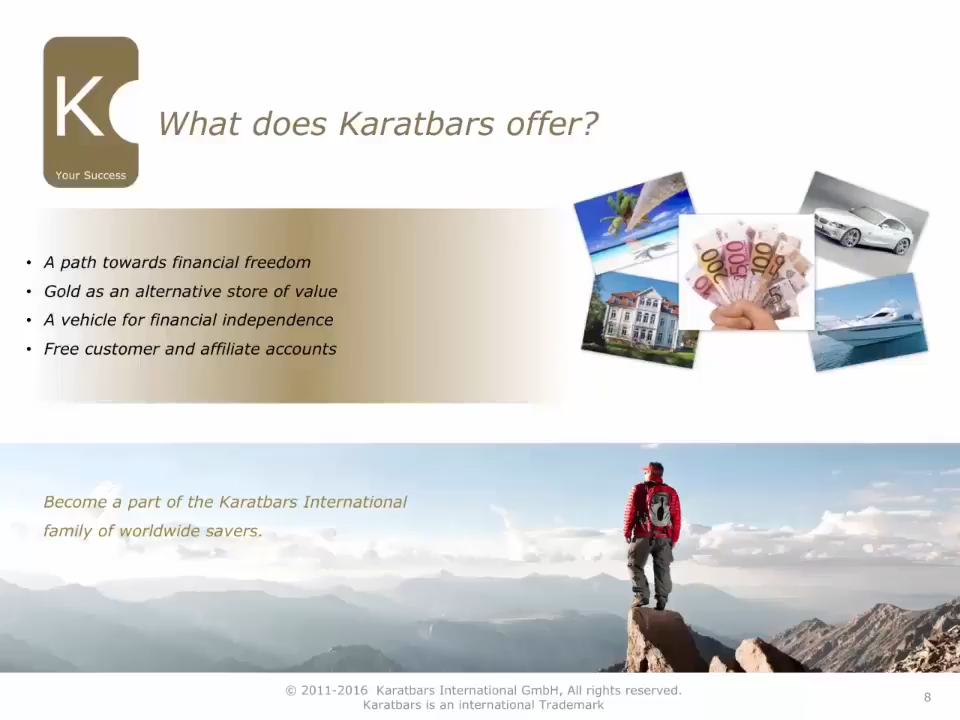 K
Your Success
What does Karatbars offer?
• A path towards financial freedom
• Gold as an alternative store of value
• A vehicle for financial independence
• Free customer and affiliate accounts
500
100
Become a part of the Karatbars International
family of worldwide savers.
© 2011-2016 Karatbars International GmbH, All rights reserved.
Karatbars is an international Trademark
8